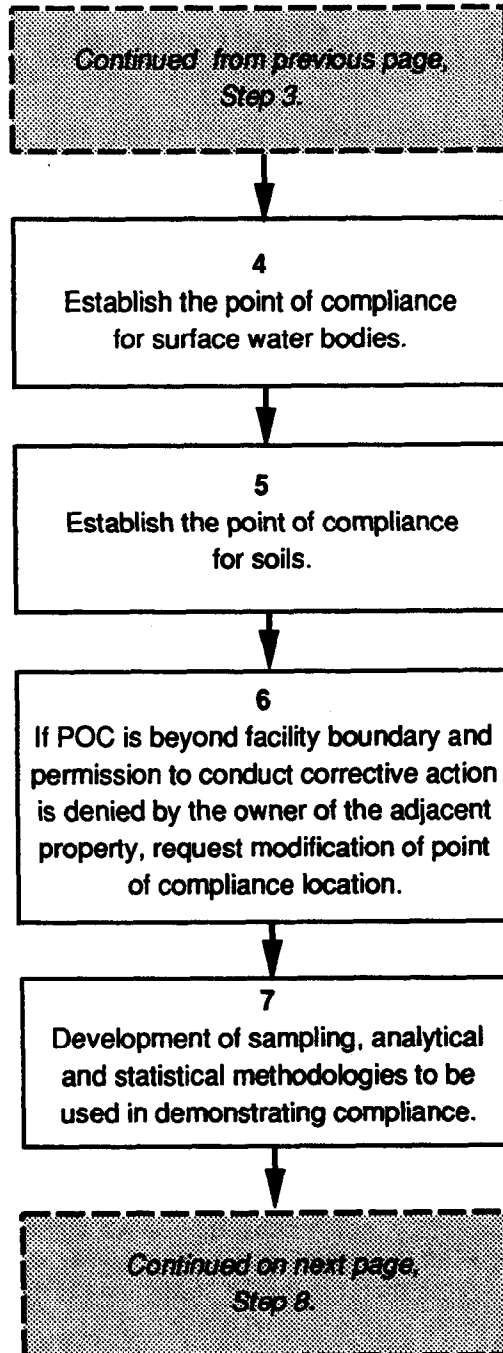 Continued from previous page,
Step 3.
4
Establish the point of compliance
for surface water bodies.
5
Establish the point of compliance
for soils.
6
If POC is beyond facility boundary and
permission to conduct corrective action
is denied by the owner of the adjacent
property, request modification of point
of compliance location.
7
Development of sampling, analytical
and statistical methodologies to be
used in demonstrating compliance.
Continued on next page,
Step 8.